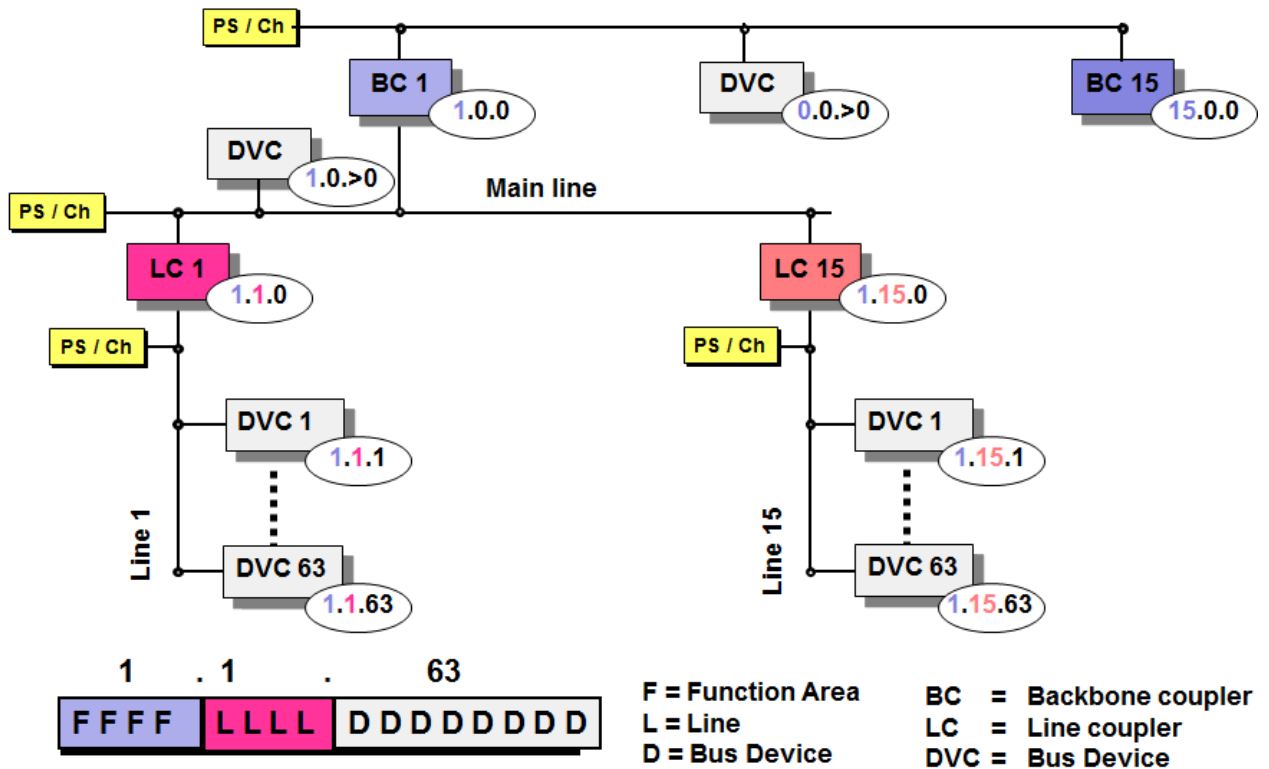 PS / Ch
BC 1
1.0.0
DVC
0.0.>0
BC 15
15.0.0
DVC
1.0.>0
Main line
PS / Ch
LC 1
1.1.0
LC 15
1.15.0
PS / Ch
PS / Ch
DVC 1
1.1.1
DVC 1
1.15.1
Line 1
Line 15
DVC 63
1.1.63
DVC 63
1.15.63
1 . 1 . 63
F F F F L L L L D D D D D D D D
F = Function Area
L = Line
D = Bus Device
BC = Backbone coupler
LC = Line coupler
DVC = Bus Device